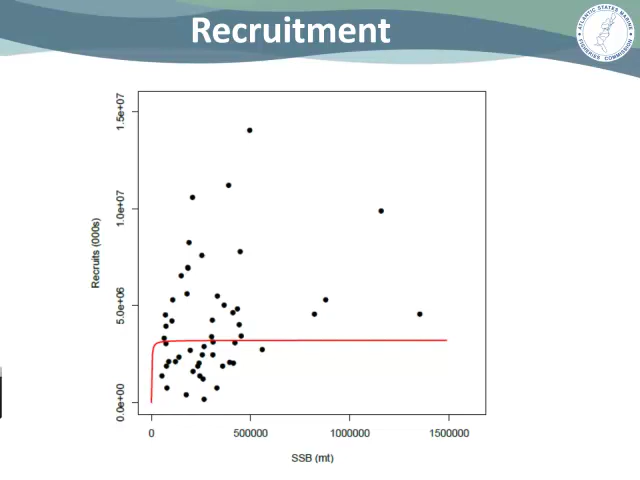 Recruitment
ATLANTIC STATES MARINE
FISHERIES COMMISSION
Recruits (000s)
1.5e+07
1.0e+07
5.0e+06
0.0e+00
0 500000 1000000 1500000
SSB (mt)